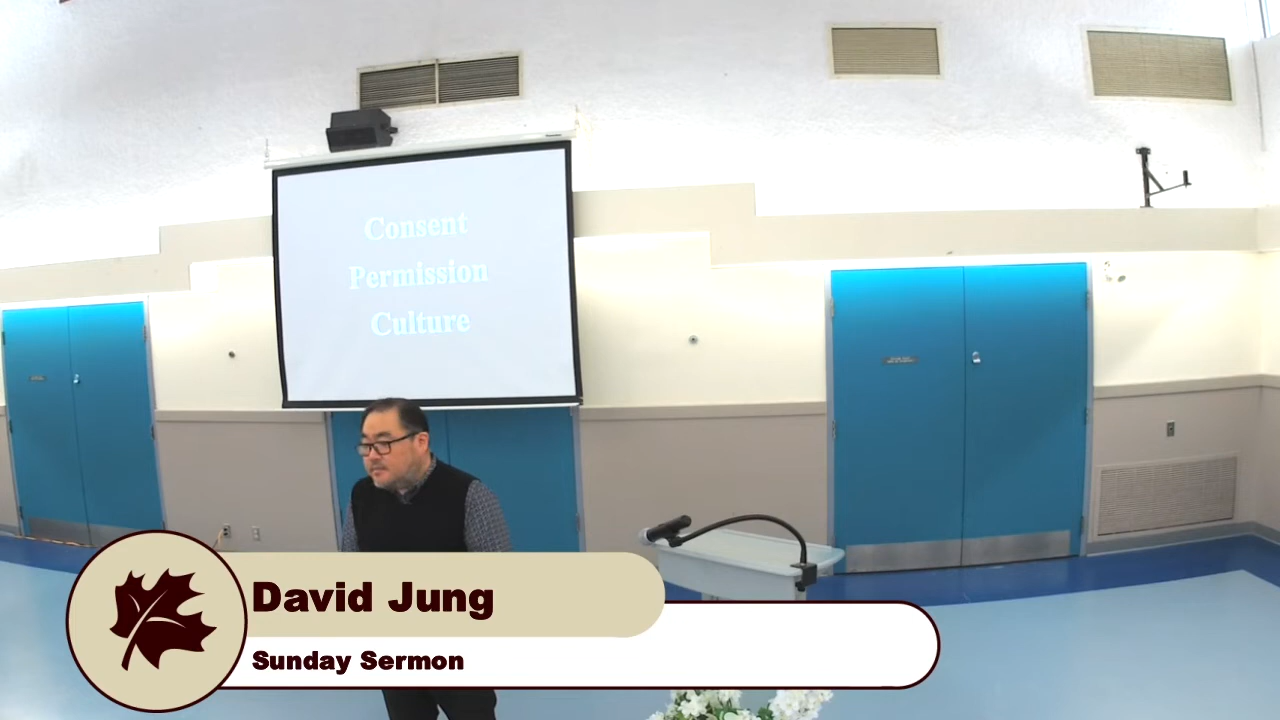 Consent
Permission
Culture
David Jung
Sunday Sermon